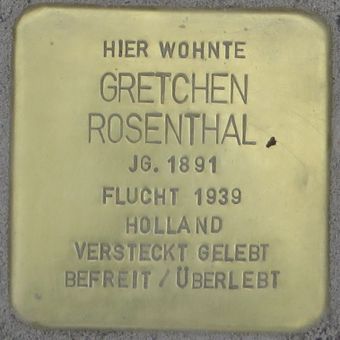 HIER WOHNTE
GRETCHEN
ROSENTHAL
JG. 1891
FLUCHT 1939
HOLLAND
VERSTECKT GELEBT
BEFREIT / ÜBERLEBT